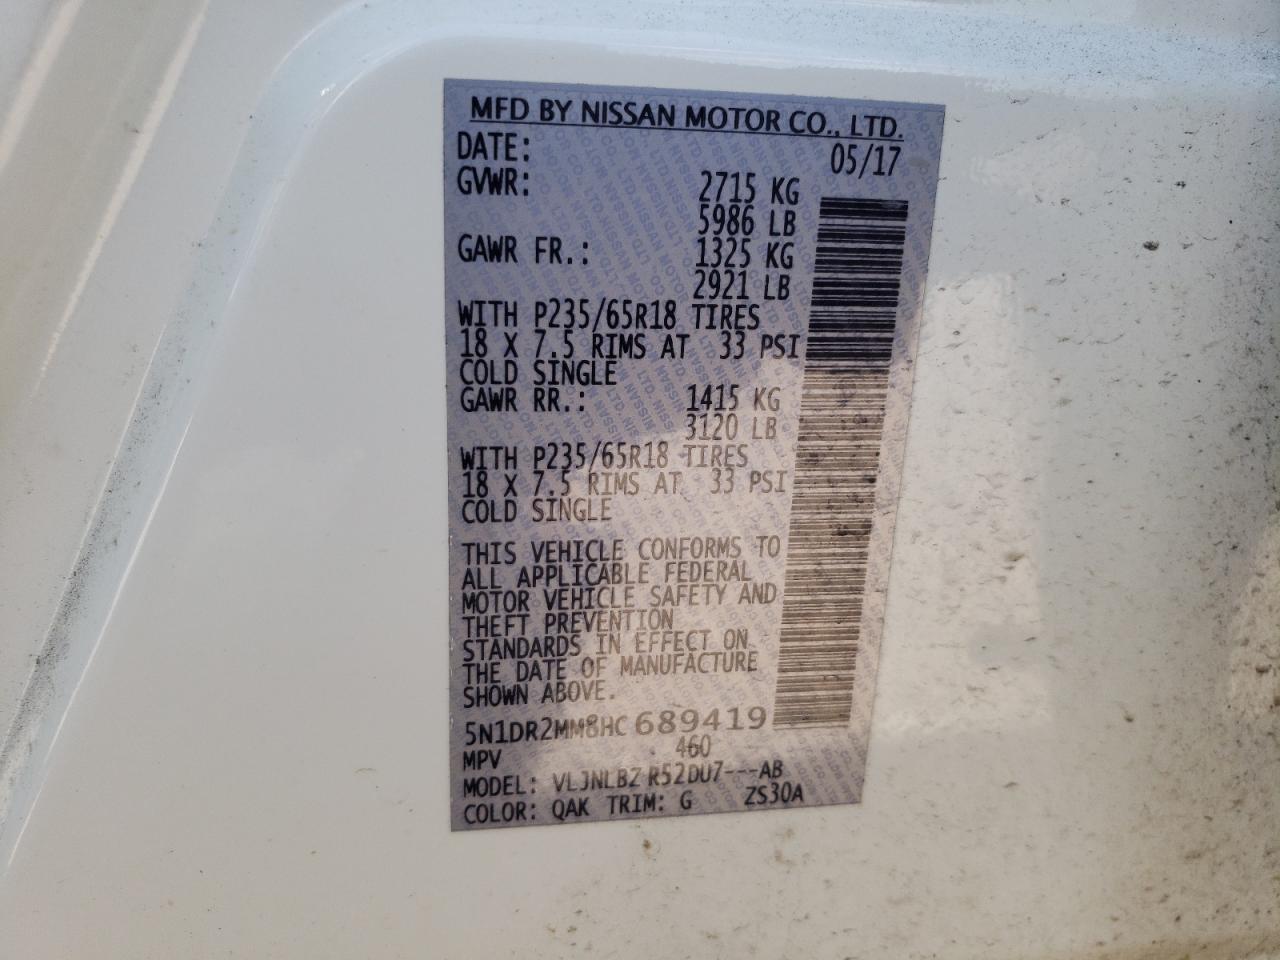 MFD BY NISSAN MOTOR CO., LTD.
DATE: 05/17
GVWR: 2715 KG
5986 LB
GAWR FR.: 1325 KG
2921 LB
WITH P235/65R18 TIRES
18 X 7.5 RIMS AT 33 PSI
COLD SINGLE
GAWR RR.: 1415 KG
3120 LB
WITH P235/65R18 TIRES
18 X 7.5 RIMS AT 33 PSI
COLD SINGLE
THIS VEHICLE CONFORMS TO
ALL APPLICABLE FEDERAL
MOTOR VEHICLE SAFETY AND
THEFT PREVENTION
STANDARDS IN EFFECT ON
THE DATE OF MANUFACTURE
SHOWN ABOVE.
5N1DR2MM8HC 689419
MPV 460
MODEL: VLJNLBZ R52DU7---AB
COLOR: QAK TRIM: G ZS30A